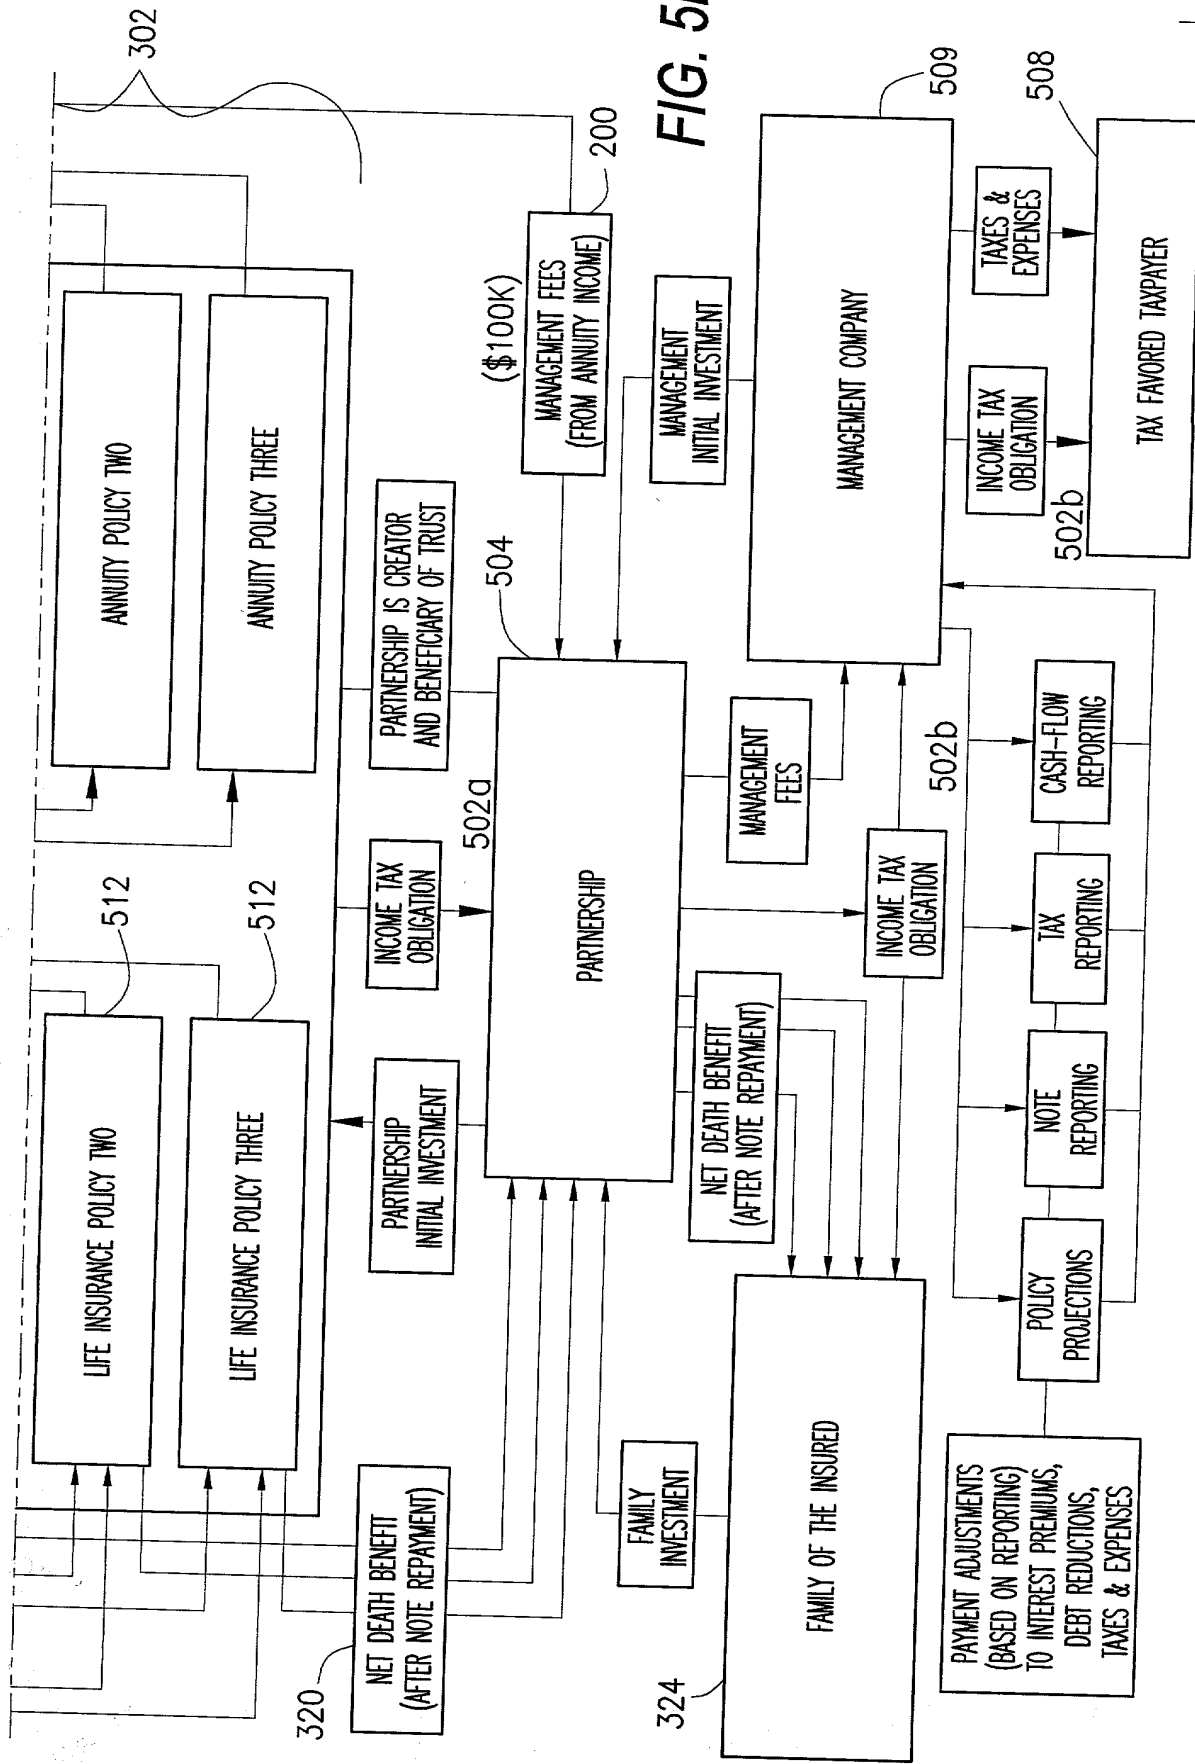 LIFE INSURANCE POLICY TWO
ANNUITY POLICY TWO
302
512
LIFE INSURANCE POLICY THREE
512
ANNUITY POLICY THREE
320
NET DEATH BENEFIT
(AFTER NOTE REPAYMENT)
PARTNERSHIP
INITIAL INVESTMENT
INCOME TAX
OBLIGATION
PARTNERSHIP IS CREATOR
AND BENEFICIARY OF TRUST
502a
504
($100K)
MANAGEMENT FEES
(FROM ANNUITY INCOME)
200
PARTNERSHIP
FAMILY
INVESTMENT
NET DEATH BENEFIT
(AFTER NOTE REPAYMENT)
MANAGEMENT
FEES
MANAGEMENT
INITIAL INVESTMENT
FIG. 5
324
FAMILY OF THE INSURED
INCOME TAX
OBLIGATION
MANAGEMENT COMPANY
509
502b
PAYMENT ADJUSTMENTS
(BASED ON REPORTING)
TO INTEREST PREMIUMS,
DEBT REDUCTIONS,
TAXES & EXPENSES
POLICY
PROJECTIONS
NOTE
REPORTING
TAX
REPORTING
CASH-FLOW
REPORTING
INCOME TAX
OBLIGATION
TAXES &
EXPENSES
502b
508
TAX FAVORED TAXPAYER